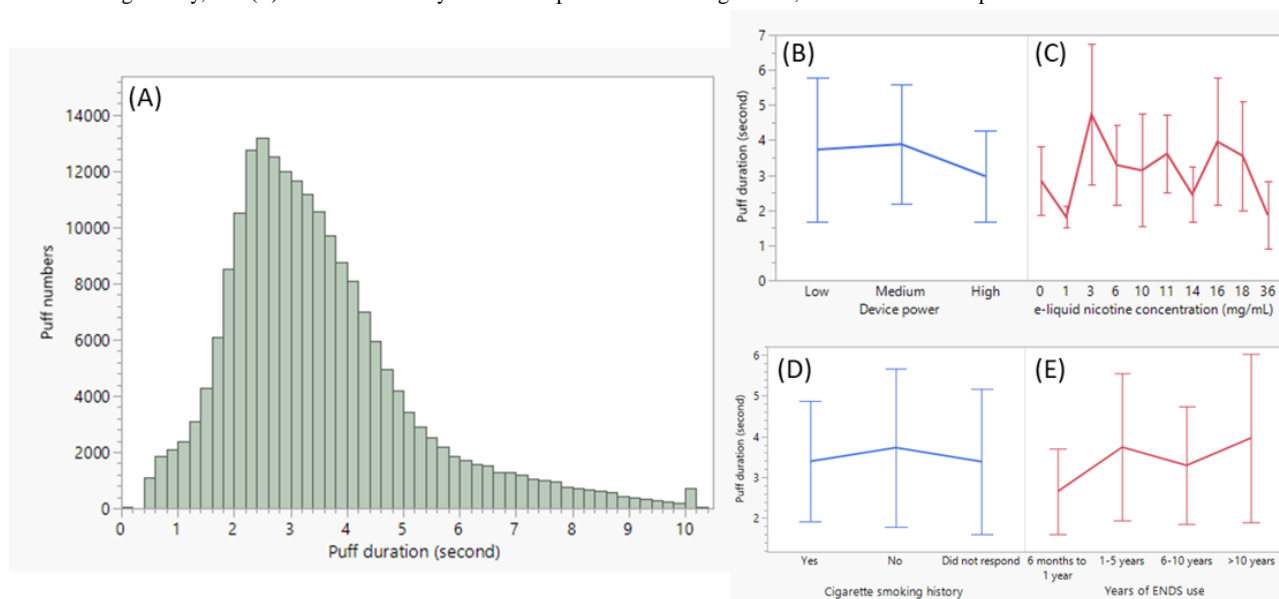 (A)
14000
12000
10000
8000
6000
4000
2000
0
Puff numbers
0 1 2 3 4 5 6 7 8 9 10
Puff duration (second)
(B)
7
6
5
4
3
2
1
0
Puff duration (second)
Low Medium High
Device power
(C)
0 1 3 6 10 11 14 16 18 36
e-liquid nicotine concentration (mg/mL)
(D)
6
5
4
3
2
Puff duration (second)
Yes No Did not respond
Cigarette smoking history
(E)
6 months to 1-5 years 6-10 years >10 years
1 year
Years of ENDS use